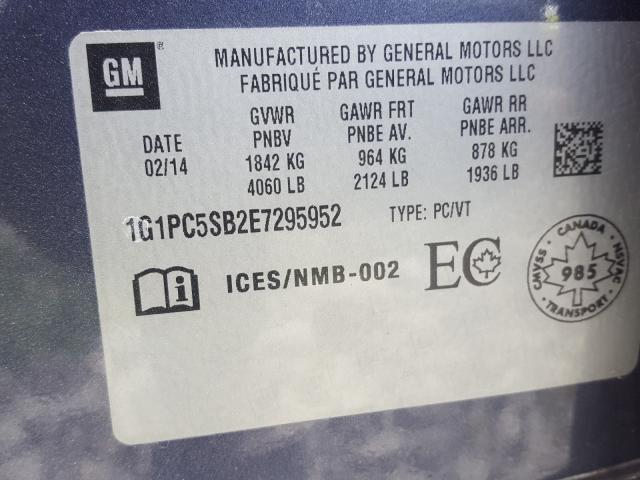 GM®
MANUFACTURED BY GENERAL MOTORS LLC
FABRIQUÉ PAR GENERAL MOTORS LLC
DATE
02/14
GVWR
PNBV
1842 KG
4060 LB
GAWR FRT
PNBE AV.
964 KG
2124 LB
GAWR RR
PNBE ARR.
878 KG
1936 LB
1G1PC5SB2E7295952
TYPE: PC/VT
i
ICES/NMB-002
EC
CANADA
CMVSS
NSVAC
985
TRANSPORT